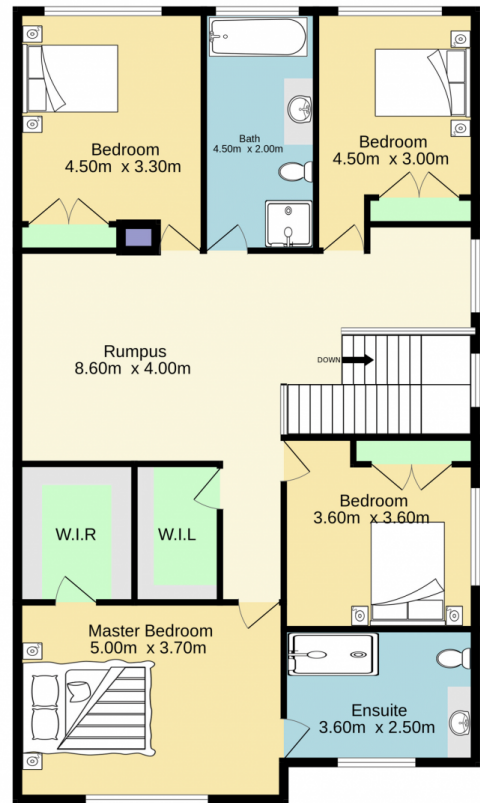 Bedroom
4.50m x 3.30m
Bath
4.50m x 2.00m
Bedroom
4.50m x 3.00m
Rumpus
8.60m x 4.00m
DOWN
Bedroom
3.60m x 3.60m
W.I.R
W.I.L
Master Bedroom
5.00m x 3.70m
Ensuite
3.60m x 2.50m